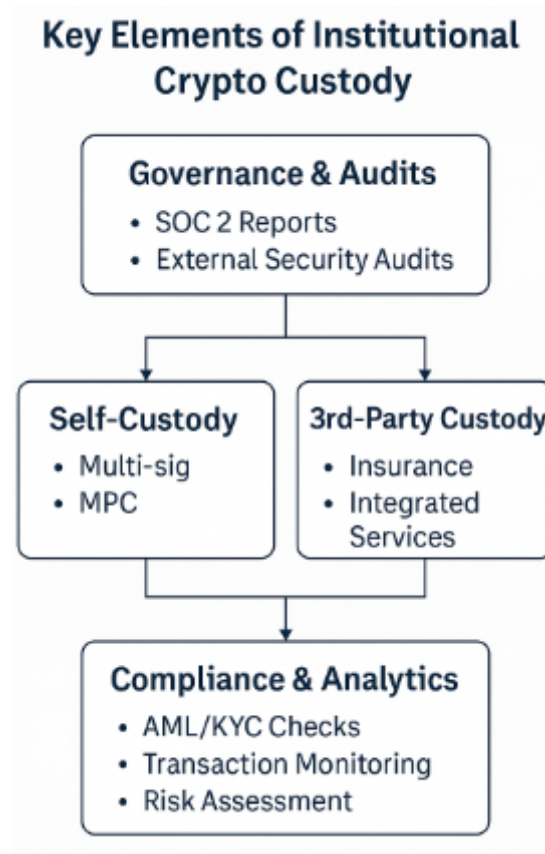 Key Elements of Institutional
Crypto Custody
Governance & Audits
• SOC 2 Reports
• External Security Audits
Self-Custody
• Multi-sig
• MPC
3rd-Party Custody
• Insurance
• Integrated
Services
Compliance & Analytics
• AML/KYC Checks
• Transaction Monitoring
• Risk Assessment